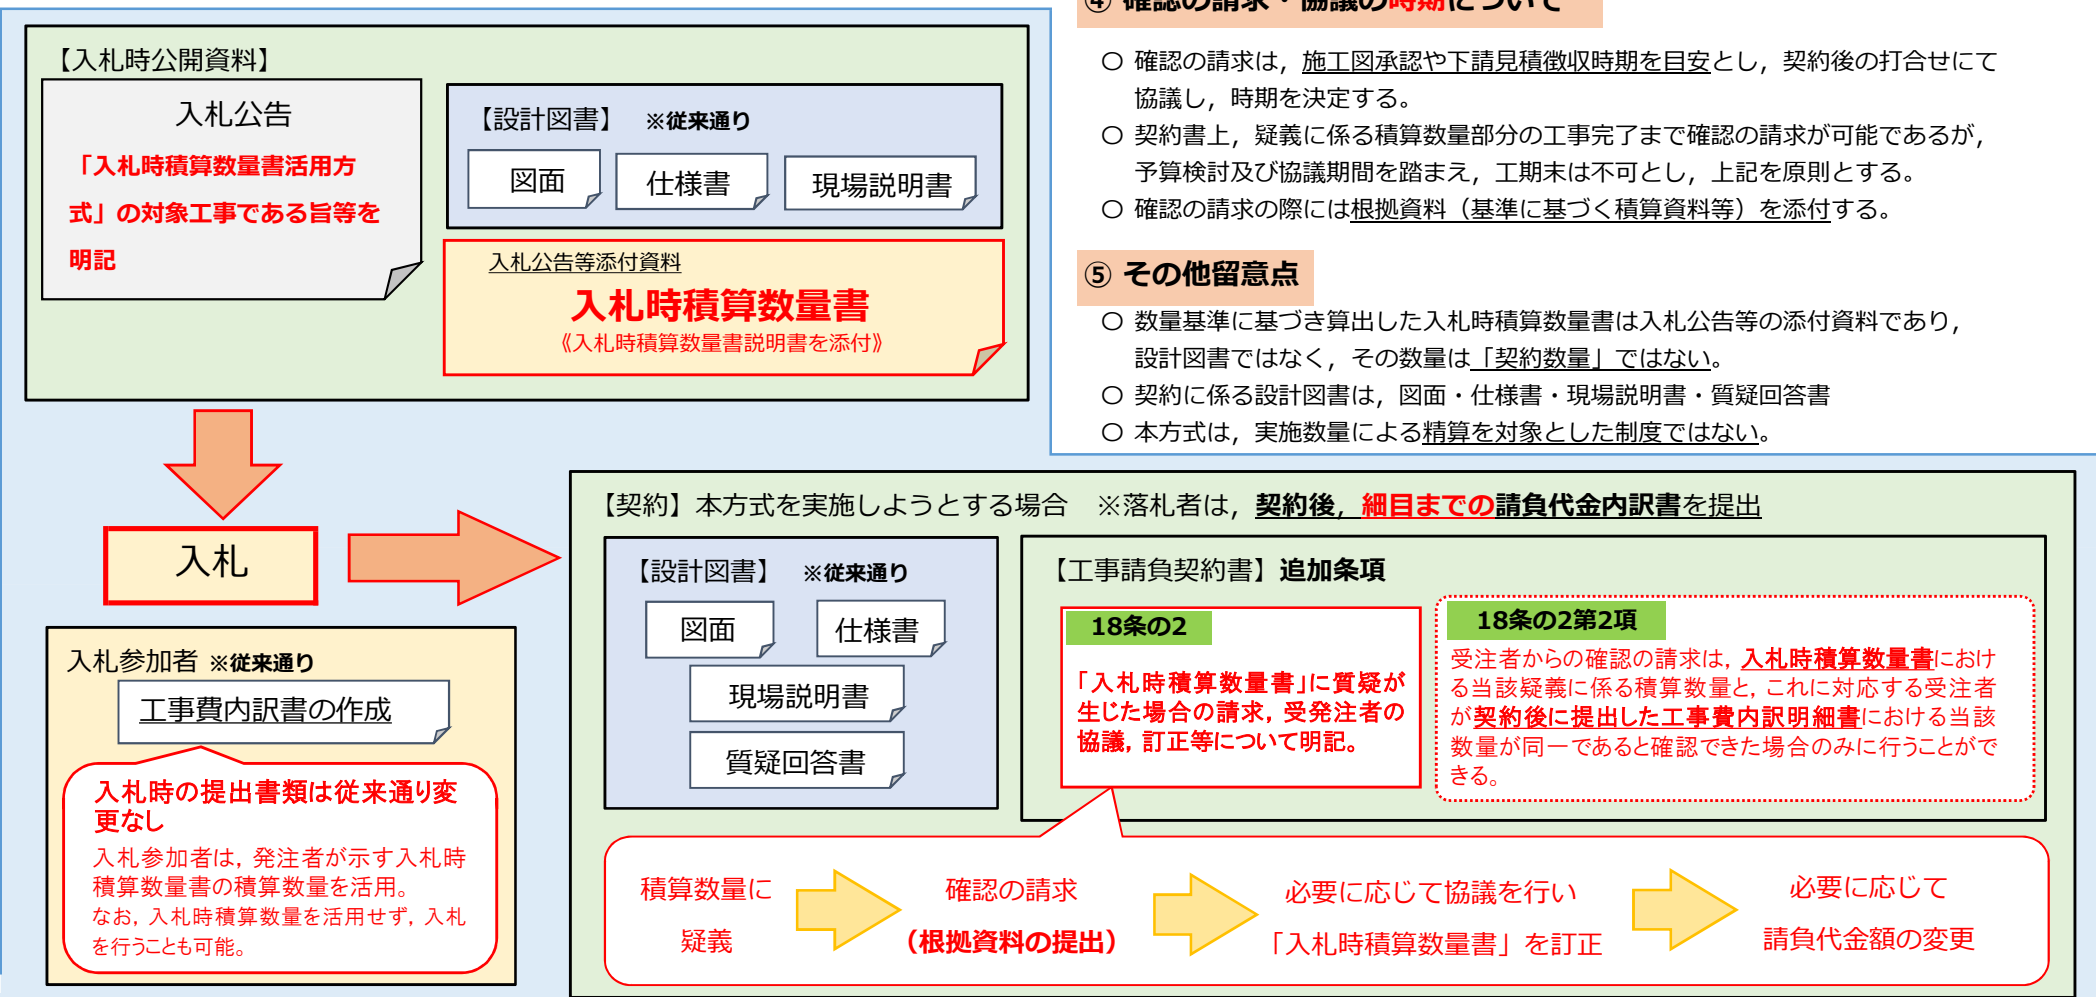 【入札時公開資料】
入札公告
「入札時積算数量書活用方
式」の対象工事である旨等を
明記
【設計図書】 ※従来通り
図面
仕様書
現場説明書
入札公告等添付資料
入札時積算数量書
《入札時積算数量書説明書を添付》
④ 確認の請求・協議の時期について
○ 確認の請求は，施工図承認や下請見積徴収時期を目安とし，契約後の打合せにて
協議し，時期を決定する。
○ 契約書上，疑義に係る積算数量部分の工事完了まで確認の請求が可能であるが，
予算検討及び協議期間を踏まえ，工期末は不可とし，上記を原則とする。
○ 確認の請求の際には根拠資料（基準に基づく積算資料等）を添付する。
⑤ その他留意点
○ 数量基準に基づき算出した入札時積算数量書は入札公告等の添付資料であり，
設計図書ではなく，その数量は「契約数量」ではない。
○ 契約に係る設計図書は，図面・仕様書・現場説明書・質疑回答書
○ 本方式は，実施数量による精算を対象とした制度ではない。
入札
入札参加者 ※従来通り
工事費内訳書の作成
入札時の提出書類は従来通り変
更なし
入札参加者は，発注者が示す入札時
積算数量書の積算数量を活用。
なお，入札時積算数量を活用せず，入札
を行うことも可能。
【契約】本方式を実施しようとする場合 ※落札者は，契約後，細目までの請負代金内訳書を提出
【設計図書】 ※従来通り
図面
仕様書
現場説明書
質疑回答書
【工事請負契約書】追加条項
18条の2
「入札時積算数量書」に質疑が
生じた場合の請求，受発注者の
協議，訂正等について明記。
18条の2第2項
受注者からの確認の請求は，入札時積算数量書におけ
る当該疑義に係る積算数量と，これに対応する受注者
が契約後に提出した工事費内訳明細書における当該
数量が同一であると確認できた場合のみに行うことがで
きる。
積算数量に
疑義
確認の請求
（根拠資料の提出）
必要に応じて協議を行い
「入札時積算数量書」を訂正
必要に応じて
請負代金額の変更